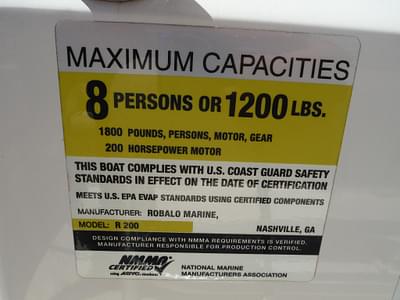 MAXIMUM CAPACITIES
8 PERSONS OR 1200 LBS.
1800 POUNDS, PERSONS, MOTOR, GEAR
200 HORSEPOWER MOTOR
THIS BOAT COMPLIES WITH U.S. COAST GUARD SAFETY
STANDARDS IN EFFECT ON THE DATE OF CERTIFICATION
MEETS U.S. EPA EVAP STANDARDS USING CERTIFIED COMPONENTS
MANUFACTURER: ROBALO MARINE,
MODEL: R 200 NASHVILLE, GA
DESIGN COMPLIANCE WITH NMMA REQUIREMENTS IS VERIFIED.
MANUFACTURER RESPONSIBLE FOR PRODUCTION CONTROL.
NMMA
CERTIFIED
NATIONAL MARINE
MANUFACTURERS ASSOCIATION